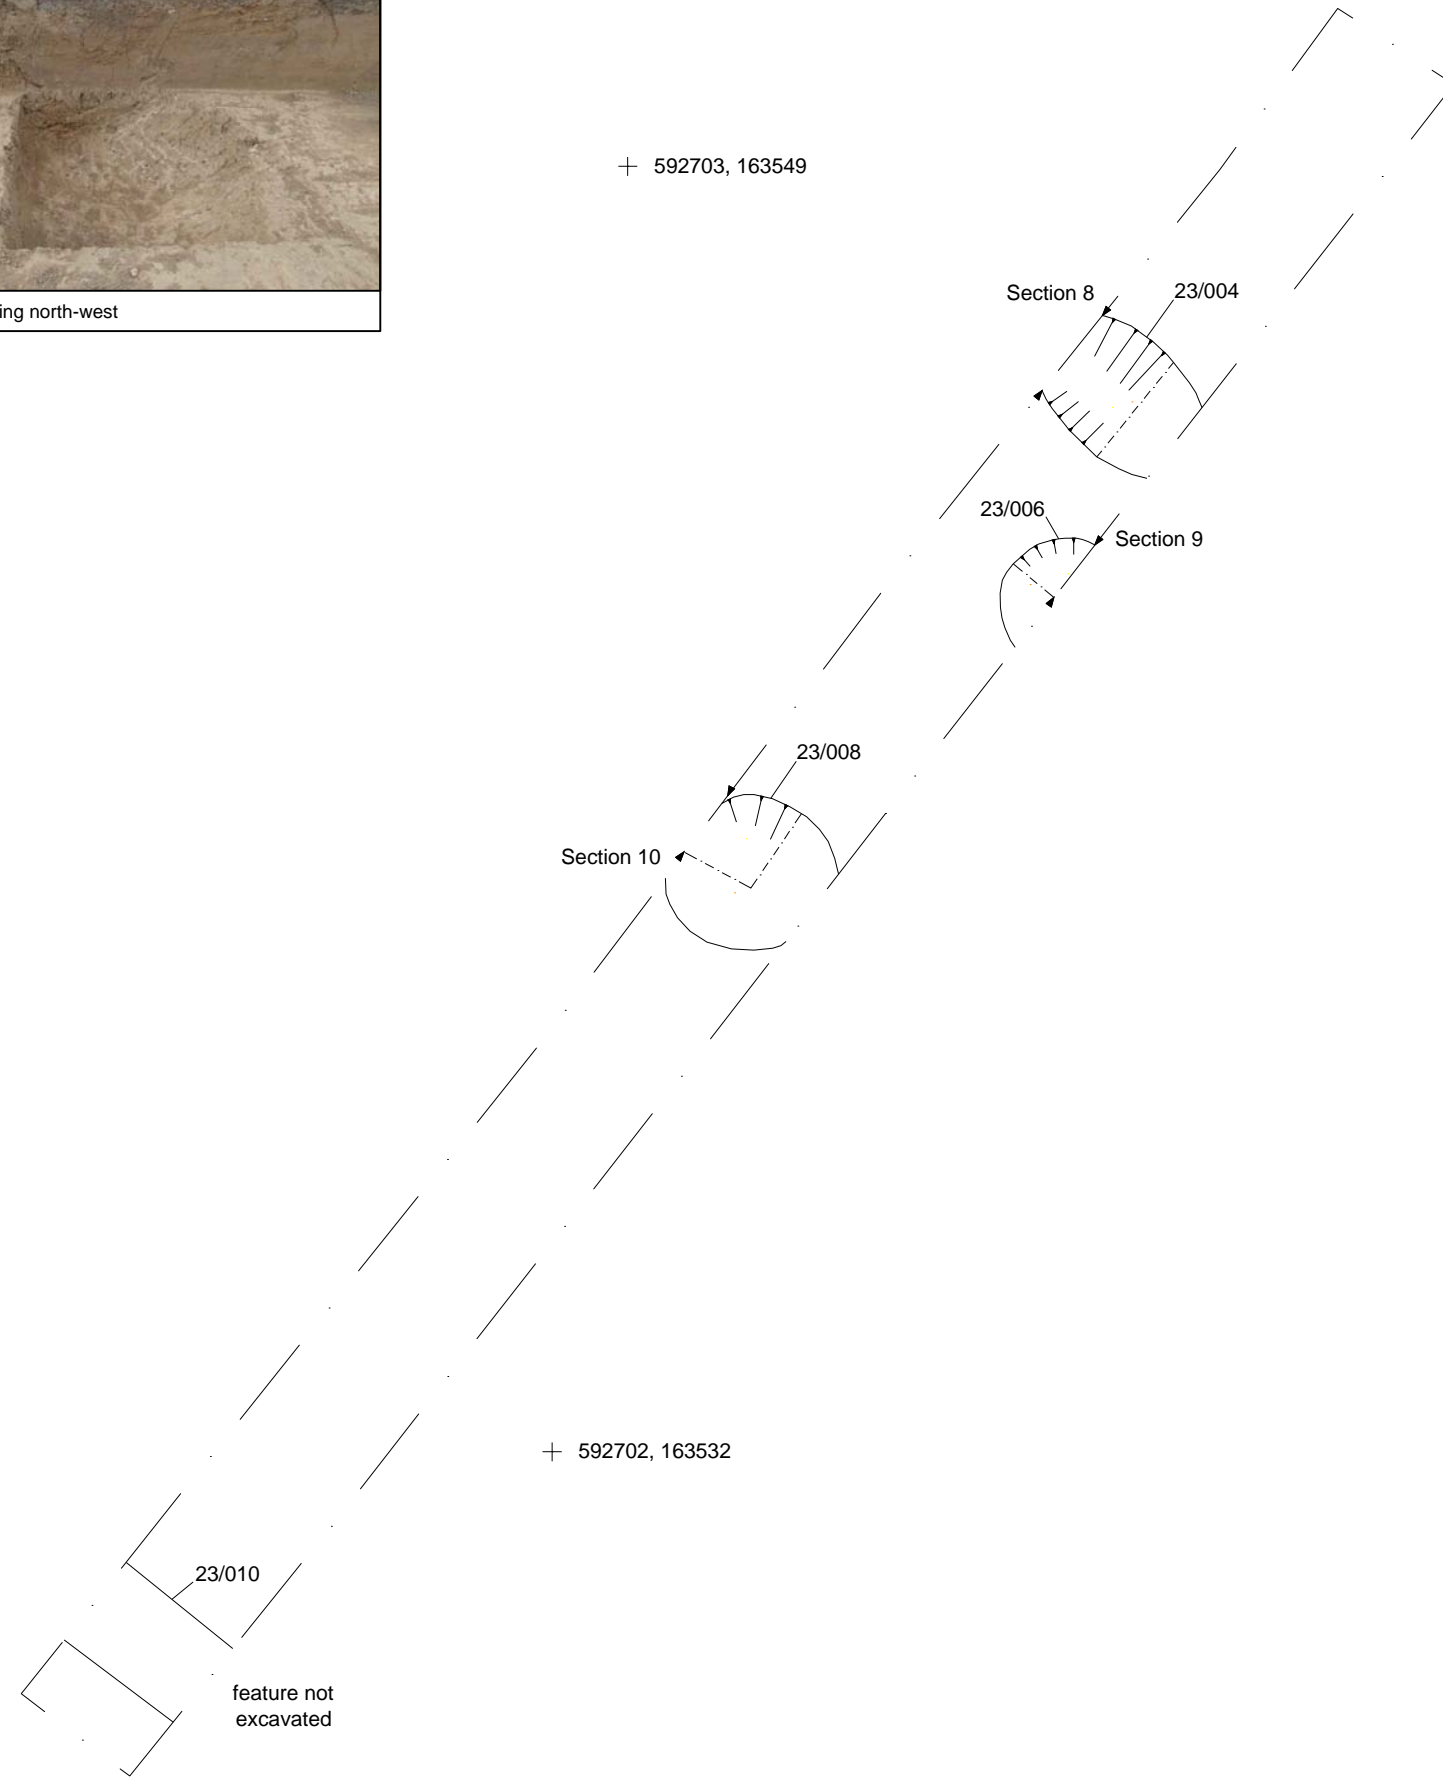 ing north-west
592703, 163549
Section 8
23/004
23/006
Section 9
23/008
Section 10
592702, 163532
23/010
feature not
excavated